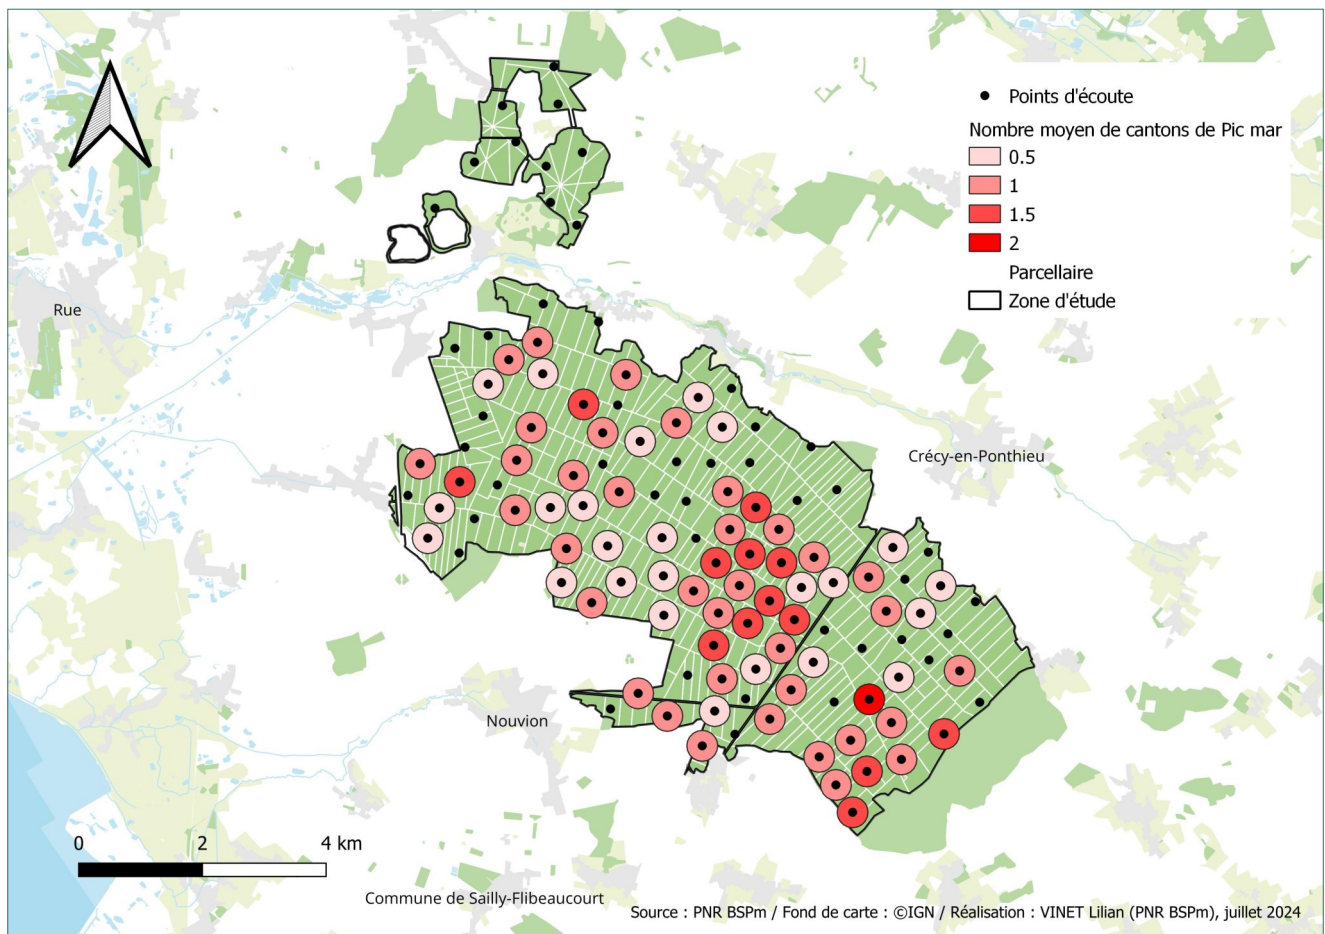 Points d'écoute
Nombre moyen de cantons de Pic mar
0.5
1
1.5
2
Parcellaire
Zone d'étude
Rue
Crécy-en-Ponthieu
Nouvion
0 2 4 km
Commune de Sailly-Flibeaucourt
Source : PNR BSPm / Fond de carte : ©IGN / Réalisation : VINET Lilian (PNR BSPm), juillet 2024